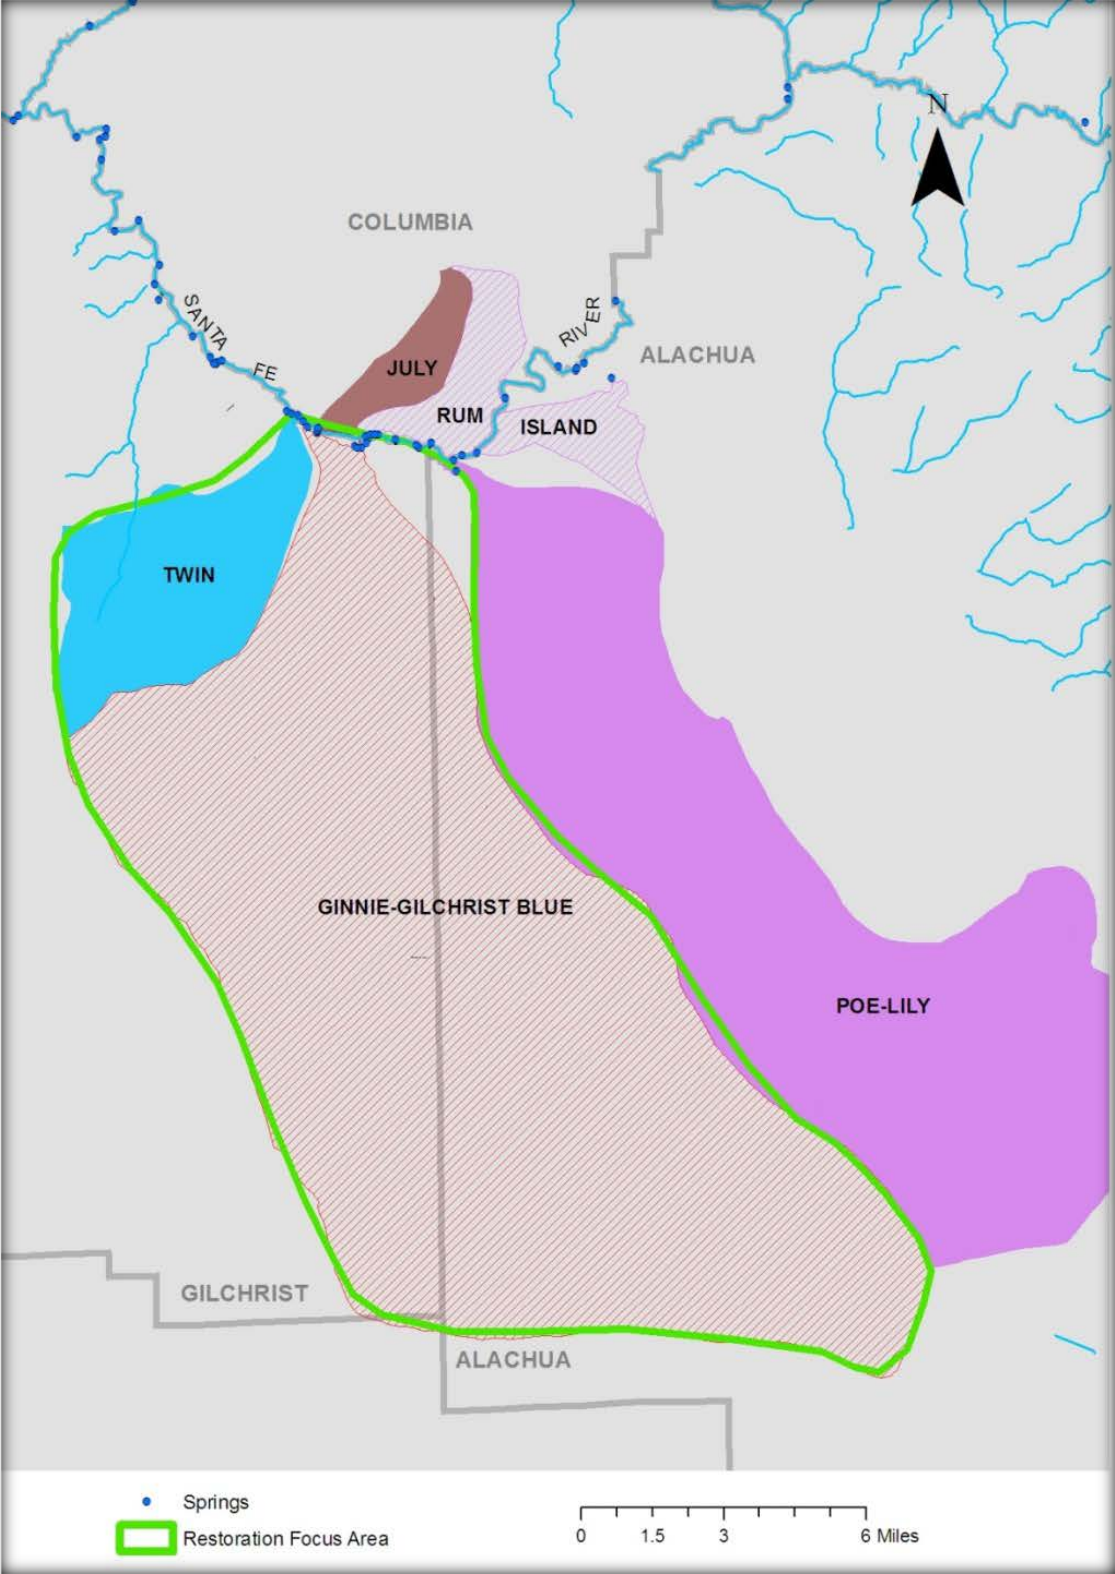 N
COLUMBIA
SANTA
FE
RIVER
ALACHUA
JULY
RUM
ISLAND
TWIN
GINNIE-GILCHRIST BLUE
POE-LILY
GILCHRIST
ALACHUA
Springs
Restoration Focus Area
0 1.5 3 6 Miles